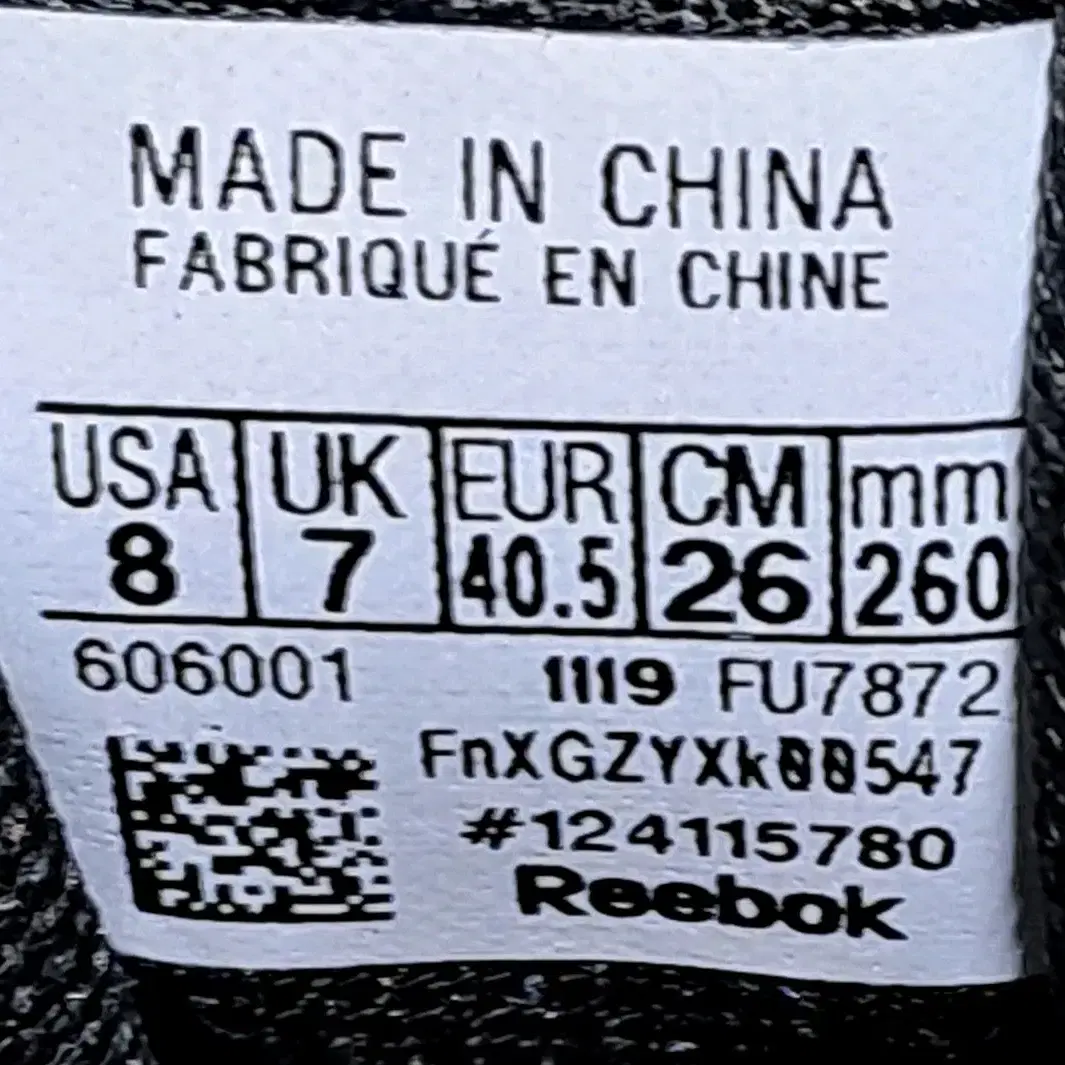 MADE IN CHINA
FABRIQUÉ EN CHINE
USA UK EUR CM mm
8 7 40.5 26 260
606001 1119 FU7872
FnXGZYXk00547
#124115780
Reebok